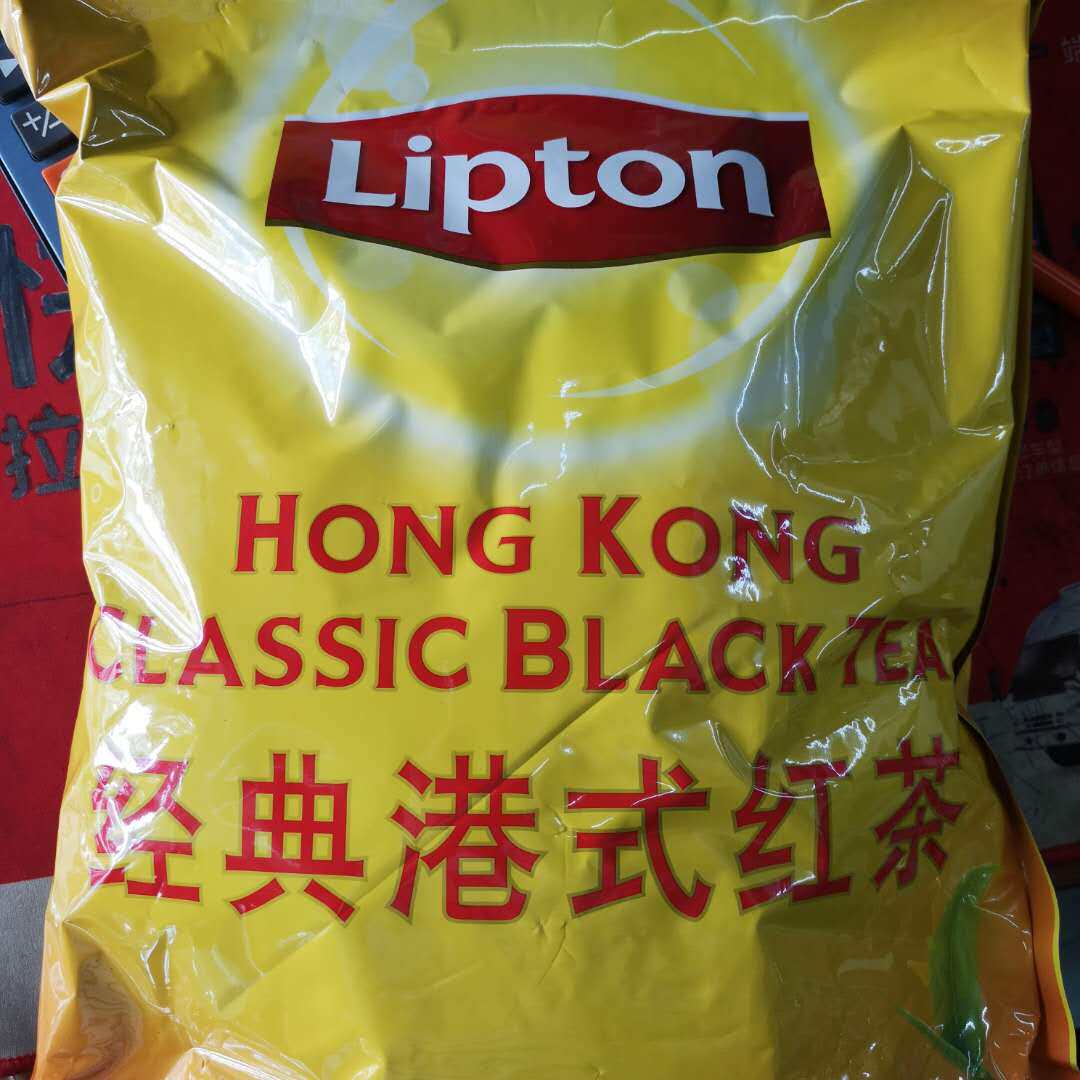 Lipton
HONG KONG
CLASSIC BLACK TEA
经典港式红茶
+/-
拉